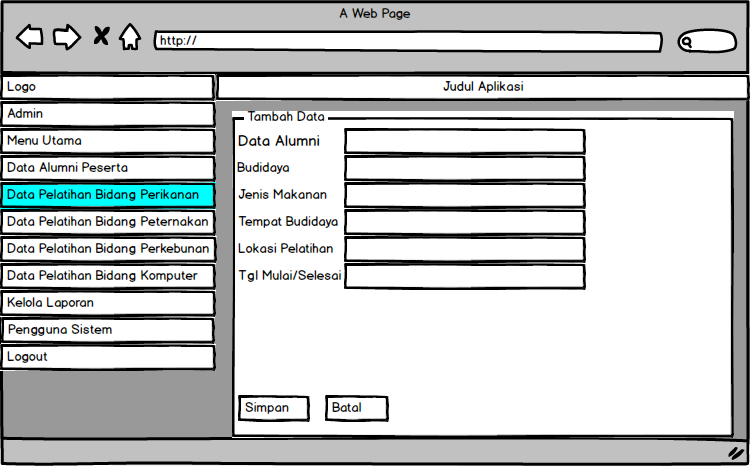 A Web Page
http://
Logo
Judul Aplikasi
Admin
Menu Utama
Data Alumni Peserta
Data Pelatihan Bidang Perikanan
Data Pelatihan Bidang Peternakan
Data Pelatihan Bidang Perkebunan
Data Pelatihan Bidang Komputer
Kelola Laporan
Pengguna Sistem
Logout
Tambah Data
Data Alumni
Budidaya
Jenis Makanan
Tempat Budidaya
Lokasi Pelatihan
Tgl Mulai/Selesai
Simpan
Batal